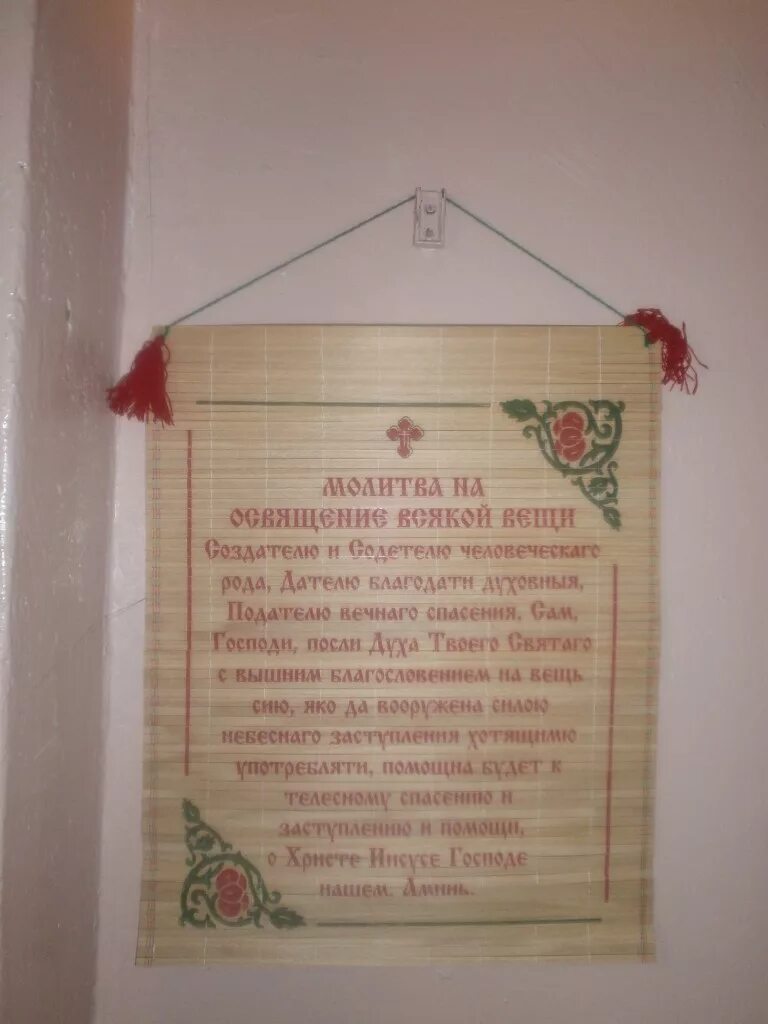 МОЛИТВА НА
ОСВЯЩЕНИЕ ВСЯКОЙ ВЕЩИ
Создателю и Содетелю человеческаго
рода, Дателю благодати духовныя,
Подателю вечнаго спасения, Сам,
Господи, посли Духа Твоего Святаго
с вышним благословением на вещь
сию, яко да вооружена силою
небеснаго заступления хотящимю
употребляти, помощна будет к
телесному спасению и
заступлению и помощи,
о Христе Иисусе Господе
нашем. Аминь.